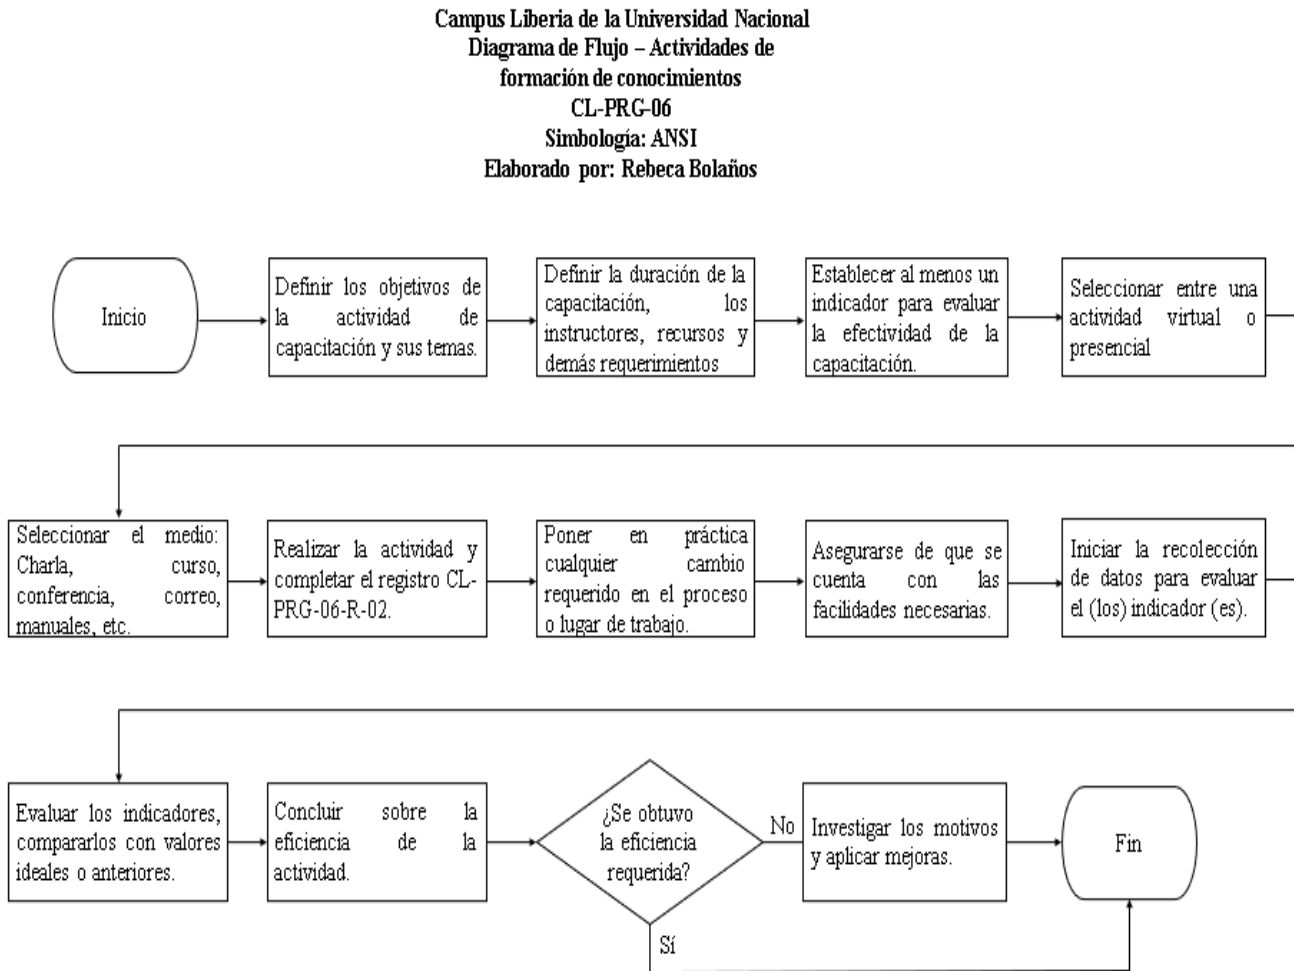 Campus Liberia de la Universidad Nacional
Diagrama de Flujo – Actividades de
formación de conocimientos
CL-PRG-06
Simbología: ANSI
Elaborado por: Rebeca Bolaños
Inicio
Definir los objetivos de
la actividad de
capacitación y sus temas.
Definir la duración de la
capacitación, los
instructores, recursos y
demás requerimientos
Establecer al menos un
indicador para evaluar
la efectividad de la
capacitación.
Seleccionar entre una
actividad virtual o
presencial
Seleccionar el medio:
Charla, curso,
conferencia, correo,
manuales, etc.
Realizar la actividad y
completar el registro CL-
PRG-06-R-02.
Poner en práctica
cualquier cambio
requerido en el proceso
o lugar de trabajo.
Asegurarse de que se
cuenta con las
facilidades necesarias.
Iniciar la recolección
de datos para evaluar
el (los) indicador (es).
Evaluar los indicadores,
compararlos con valores
ideales o anteriores.
Concluir sobre la
eficiencia de la
actividad.
¿Se obtuvo
la eficiencia
requerida?
No
Investigar los motivos
y aplicar mejoras.
Fin
Sí